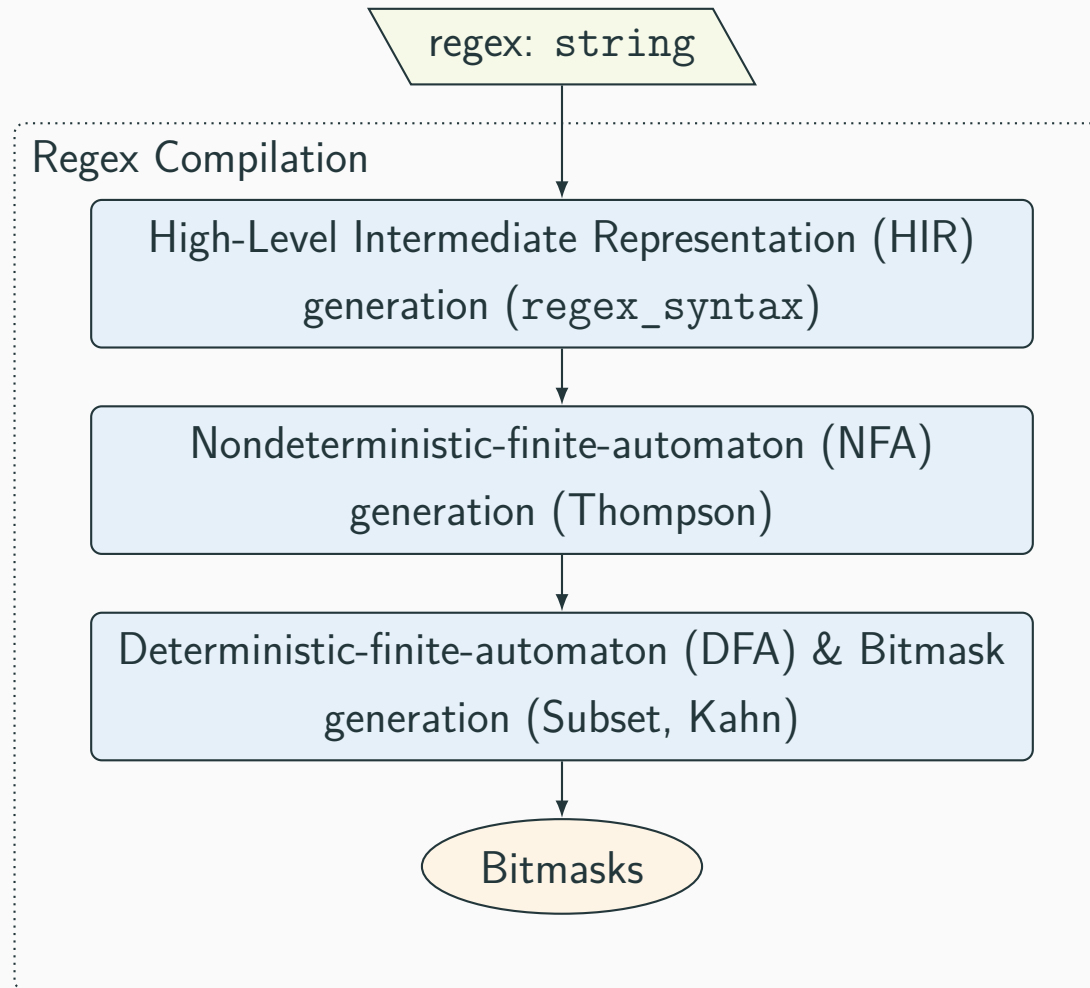 regex: string
Regex Compilation
High-Level Intermediate Representation (HIR)
generation (regex_syntax)
Nondeterministic-finite-automaton (NFA)
generation (Thompson)
Deterministic-finite-automaton (DFA) & Bitmask
generation (Subset, Kahn)
Bitmasks